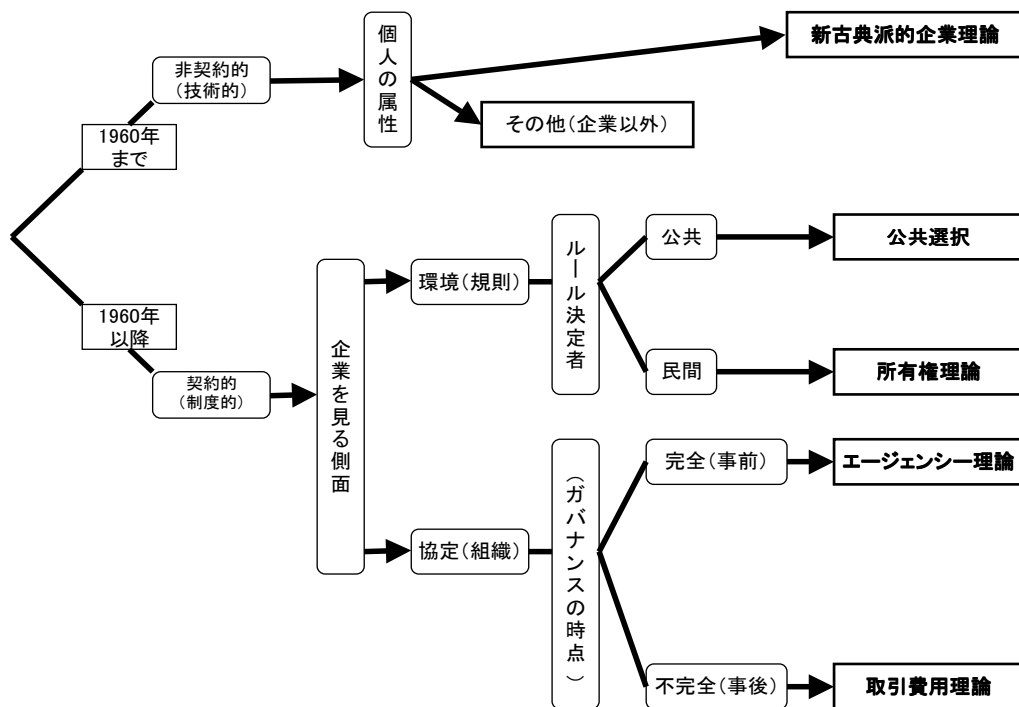 個人の属性
新古典派的企業理論
非契約的
(技術的)
その他(企業以外)
1960年
まで
公共
公共選択
ルール決定者
環境(規則)
1960年
以降
企業を見る側面
民間
所有権理論
契約的
(制度的)
完全(事前)
エージェンシー理論
(ガバナンスの時点)
協定(組織)
不完全(事後)
取引費用理論